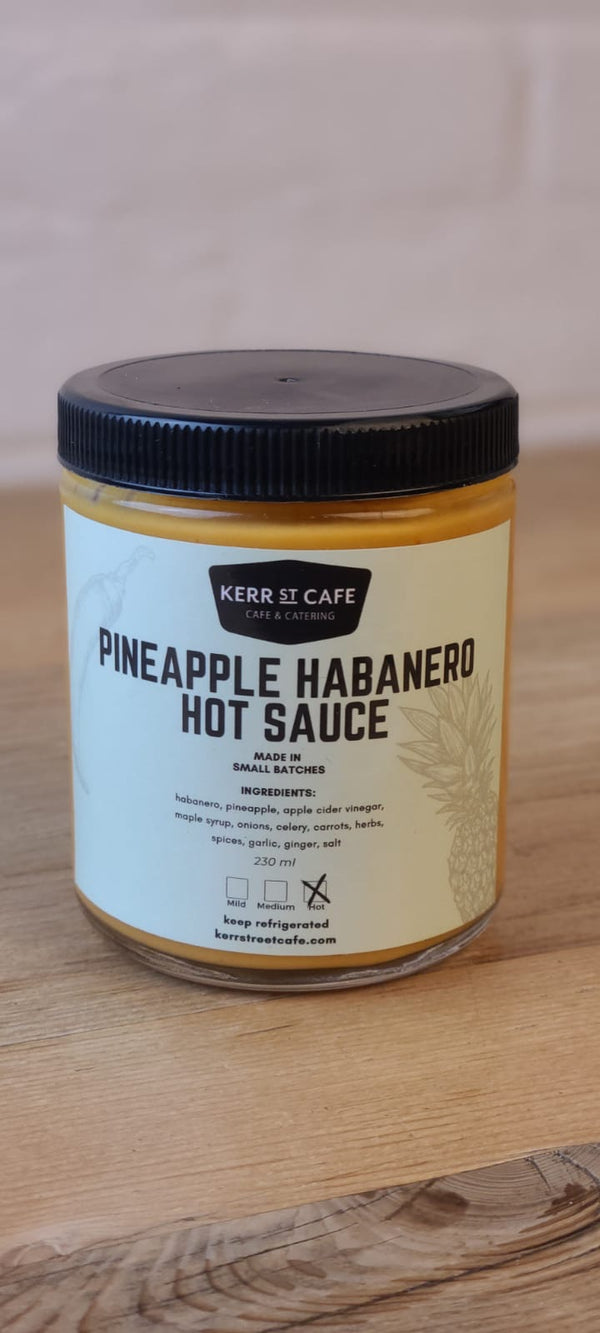 KERR ST CAFE
CAFE & CATERING
PINEAPPLE HABANERO
HOT SAUCE
MADE IN
SMALL BATCHES
INGREDIENTS:
habanero, pineapple, apple cider vinegar,
maple syrup, onions, celery, carrots, herbs,
spices, garlic, ginger, salt
230 ml
Mild Medium Hot
keep refrigerated
kerrstreetcafe.com